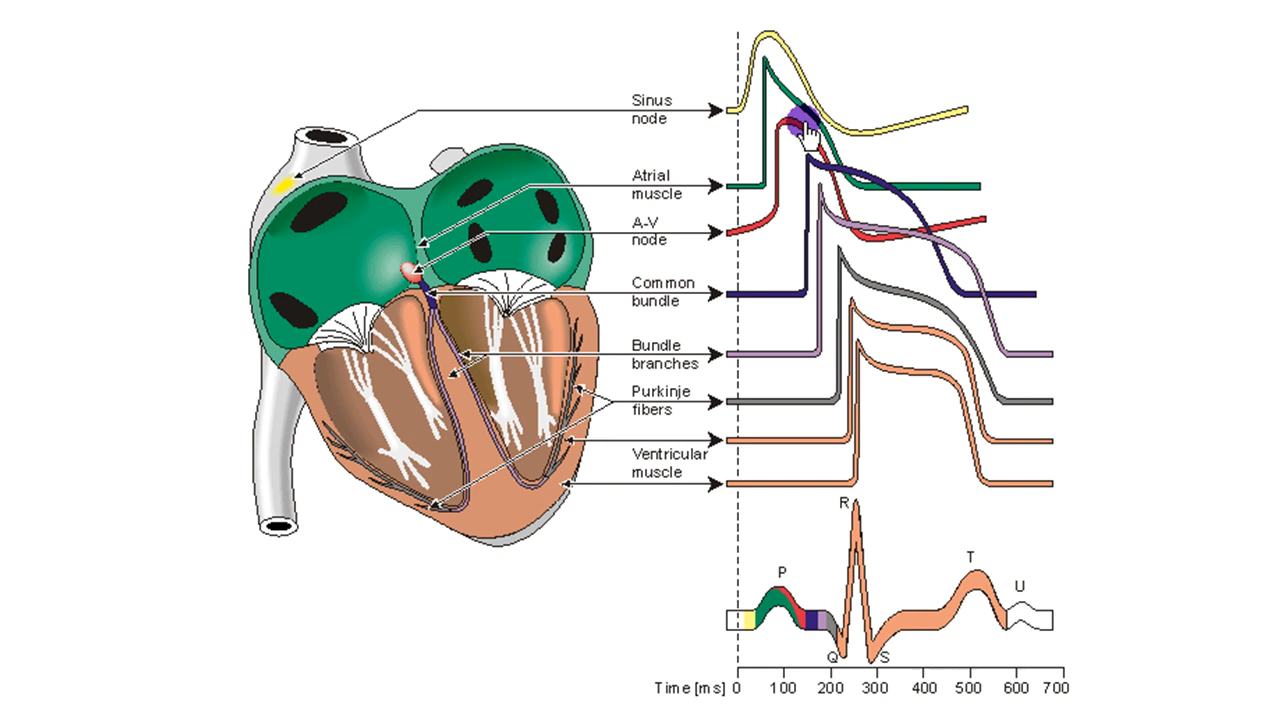 Sinus
node
Atrial
muscle
A-V
node
Common
bundle
Bundle
branches
Purkinje
fibers
Ventricular
muscle
R
P
T
U
Q
S
Time [ms] 0 100 200 300 400 500 600 700